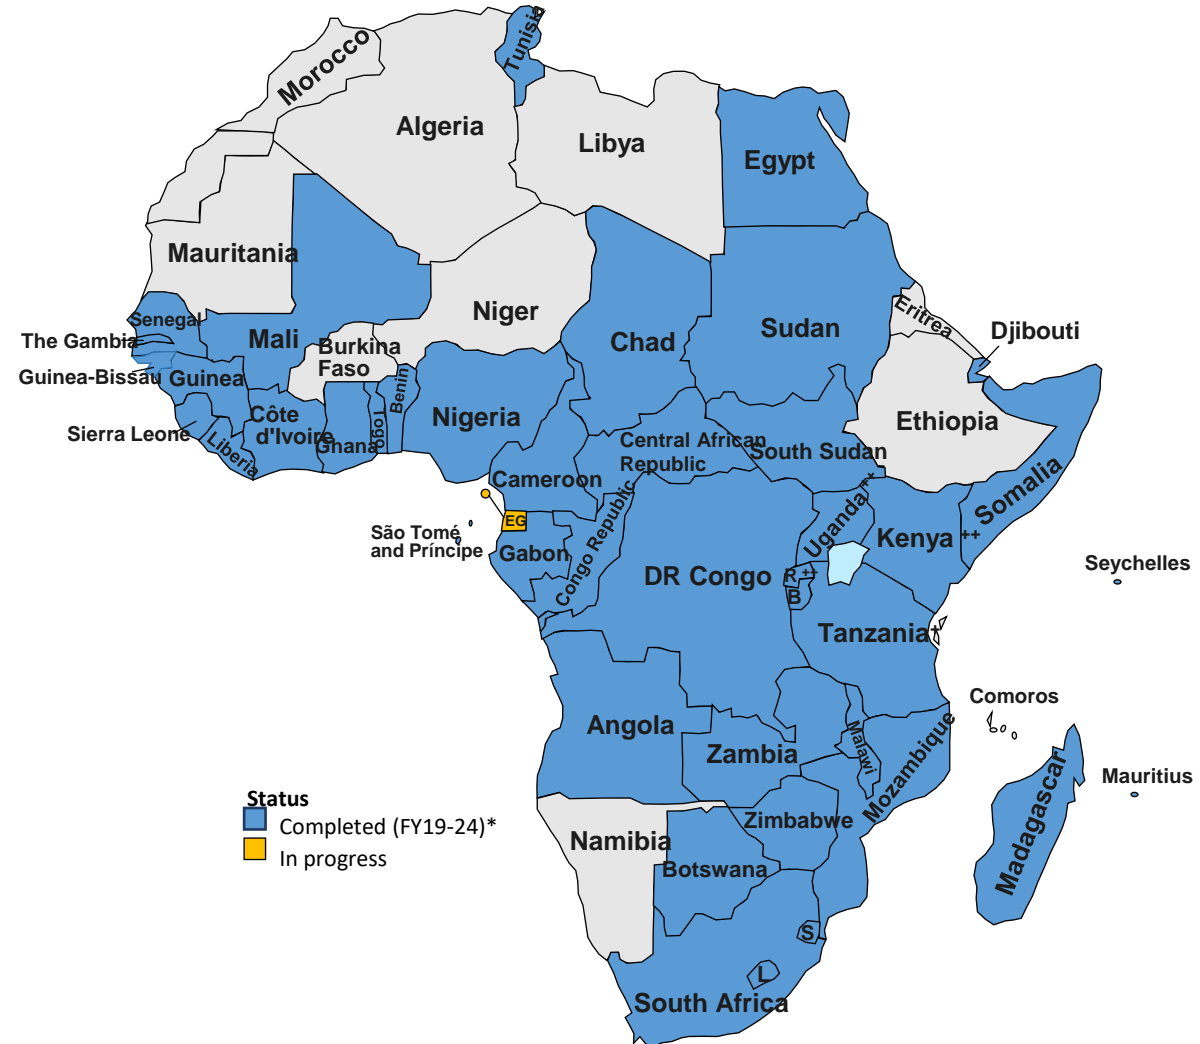 Tunisia
Morocco
Algeria
Libya
Egypt
Mauritania
Niger
Mali
Chad
Sudan
Eritrea
Djibouti
Senegal
The Gambia
Guinea-Bissau
Guinea
Burkina
Faso
Benin
Togo
Nigeria
Ethiopia
Côte
d'Ivoire
Ghana
Sierra Leone
Liberia
Central African
Republic
South Sudan
Cameroon
Somalia
EG
São Tomé
and Príncipe
Gabon
Congo Republic
Uganda ++
Kenya ++
DR Congo
R ++
B
Seychelles
Tanzania+
Comoros
Angola
Zambia
Malawi
Mozambique
Madagascar
Mauritius
Status
Completed (FY19-24)*
In progress
Zimbabwe
Namibia
Botswana
S
L
South Africa